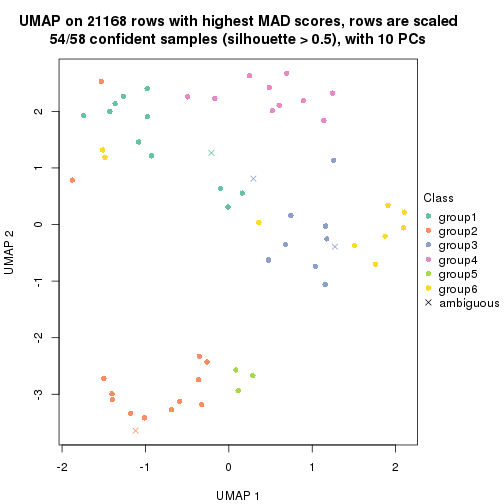 UMAP on 21168 rows with highest MAD scores, rows are scaled
54/58 confident samples (silhouette > 0.5), with 10 PCs
UMAP 2
2
1
0
-1
-2
-3
-2
-1
0
1
2
UMAP 1
Class
group1
group2
group3
group4
group5
group6
ambiguous